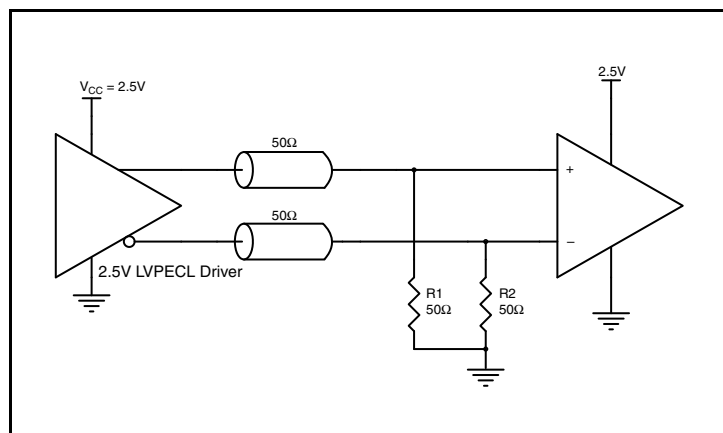 V_CC = 2.5V
2.5V
50Ω
50Ω
+
−
2.5V LVPECL Driver
R1
50Ω
R2
50Ω